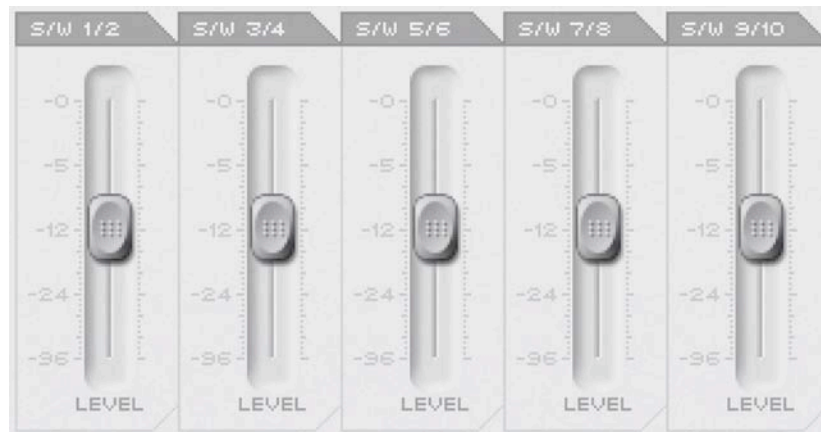 S/W 1/2 S/W 3/4 S/W 5/6 S/W 7/8 S/W 9/10
-0- -0- -0- -0- -0-
-5- -5- -5- -5- -5-
-12- -12- -12- -12- -12-
-24- -24- -24- -24- -24-
-96- -96- -96- -96- -96-
LEVEL LEVEL LEVEL LEVEL LEVEL